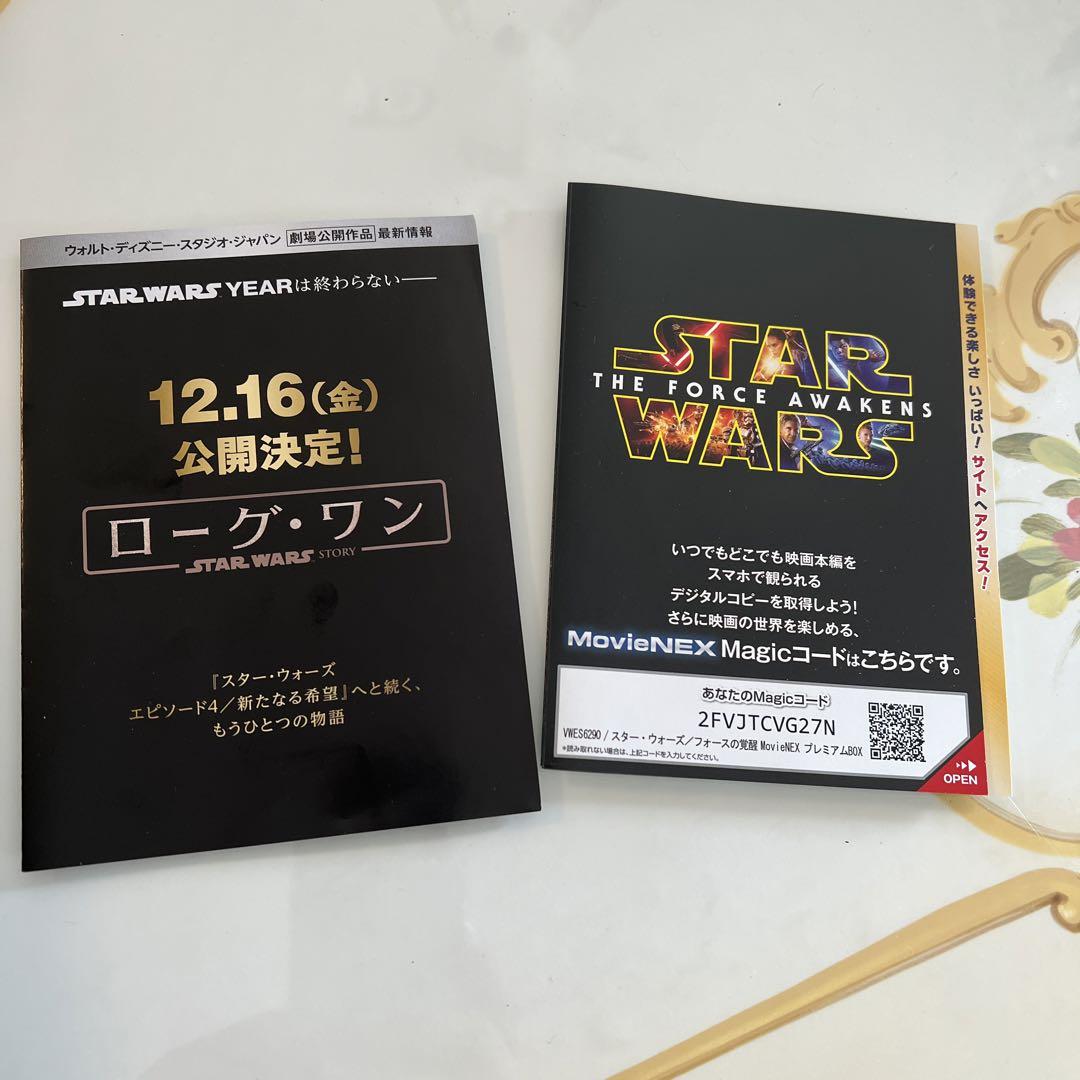 ウォルト・ディズニー・スタジオ・ジャパン 劇場公開作品 最新情報
STAR WARS YEARは終わらない――
12.16(金)
公開決定!
ローグ・ワン
STAR WARS STORY
『スター・ウォーズ
エピソード4/新たなる希望』へと続く、
もうひとつの物語
STAR
THE FORCE AWAKENS
WARS
いつでもどこでも映画本編を
スマホで観られる
デジタルコピーを取得しよう!
さらに映画の世界を楽しめる、
MovieNEX Magicコードはこちらです。
あなたのMagicコード
2FVJTCVG27N
VWES6290 / スター・ウォーズ/フォースの覚醒 MovieNEX プレミアムBOX
*読み取れない場合は、上記コードを入力してください。
OPEN
体験できる楽しさ いっぱい! サイトへアクセス!